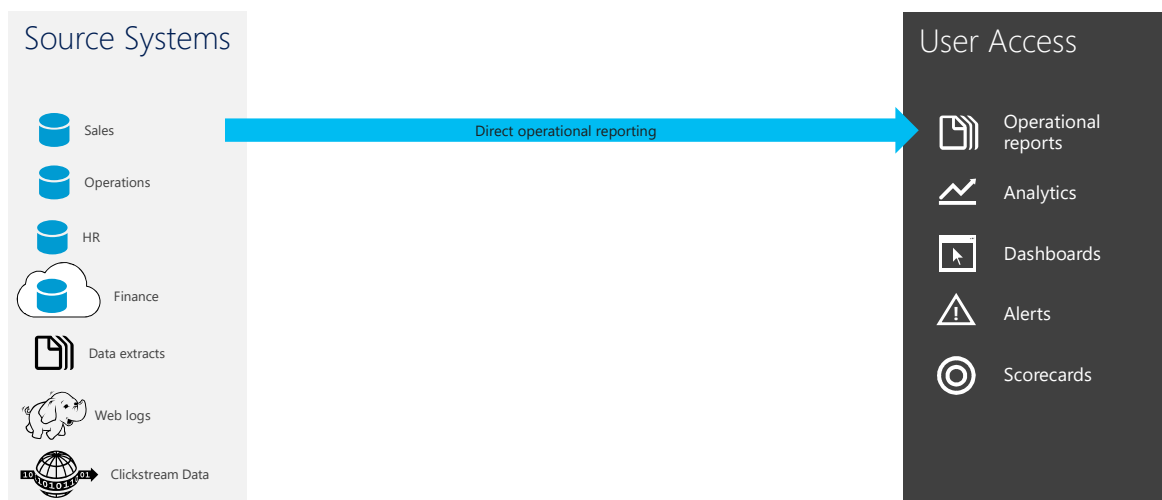 Source Systems
Sales
Operations
HR
Finance
Data extracts
Web logs
Clickstream Data
Direct operational reporting
User Access
Operational
reports
Analytics
Dashboards
Alerts
Scorecards